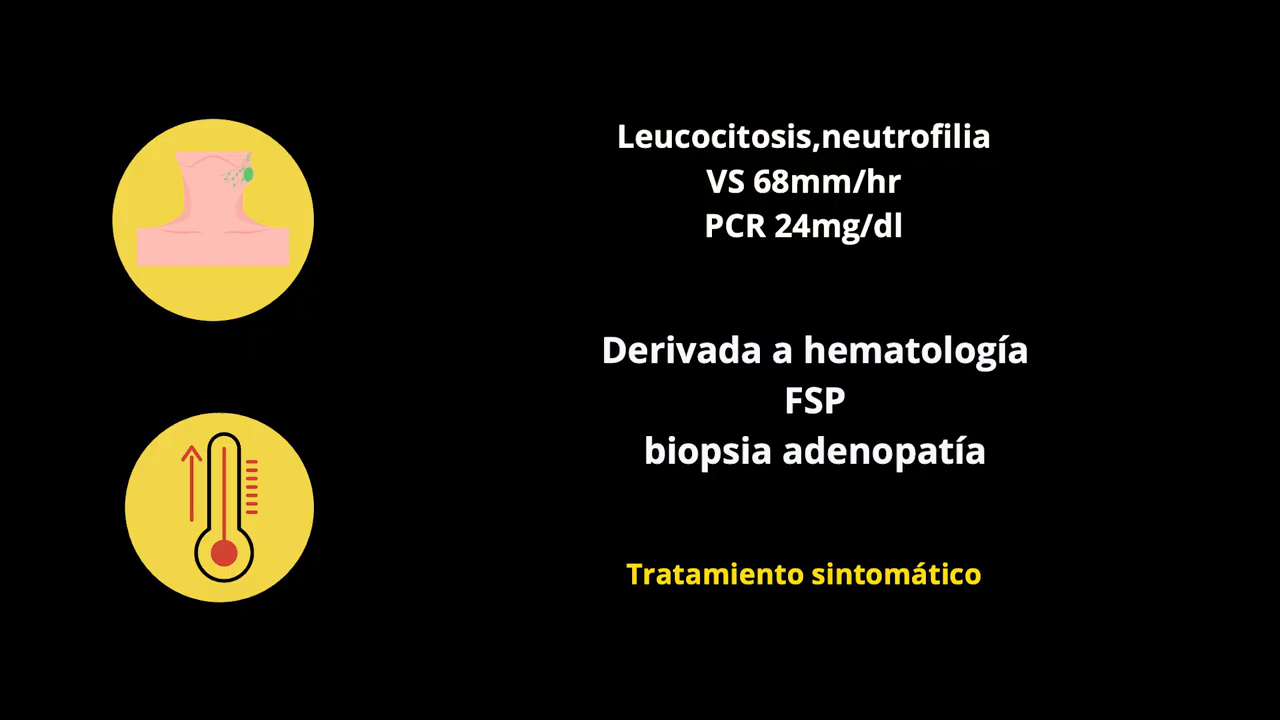 Leucocitosis,neutrofilia
VS 68mm/hr
PCR 24mg/dl
Derivada a hematología
FSP
biopsia adenopatía
Tratamiento sintomático